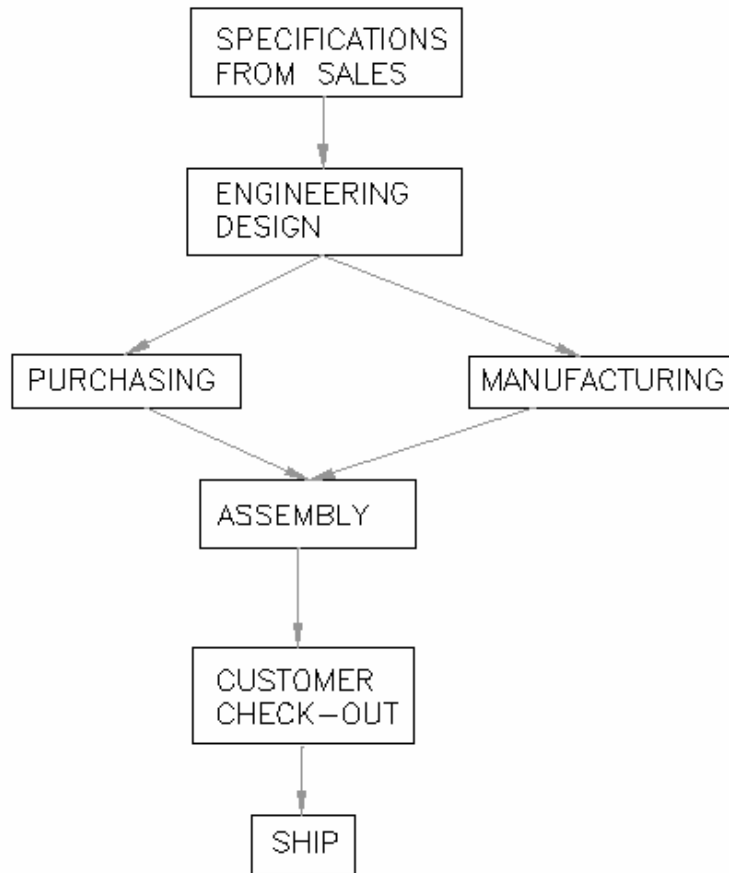 SPECIFICATIONS
FROM SALES
ENGINEERING
DESIGN
PURCHASING
MANUFACTURING
ASSEMBLY
CUSTOMER
CHECK-OUT
SHIP